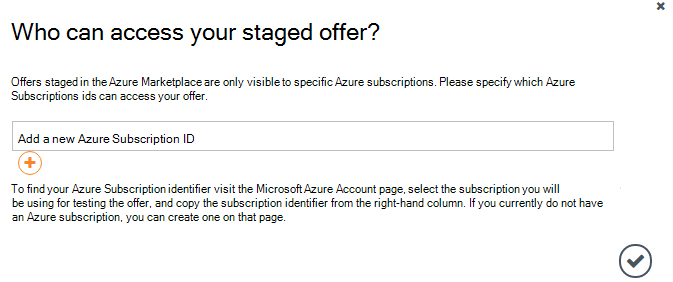 Who can access your staged offer?
Offers staged in the Azure Marketplace are only visible to specific Azure subscriptions. Please specify which Azure
Subscriptions ids can access your offer.
Add a new Azure Subscription ID
To find your Azure Subscription identifier visit the Microsoft Azure Account page, select the subscription you will
be using for testing the offer, and copy the subscription identifier from the right-hand column. If you currently do not have
an Azure subscription, you can create one on that page.